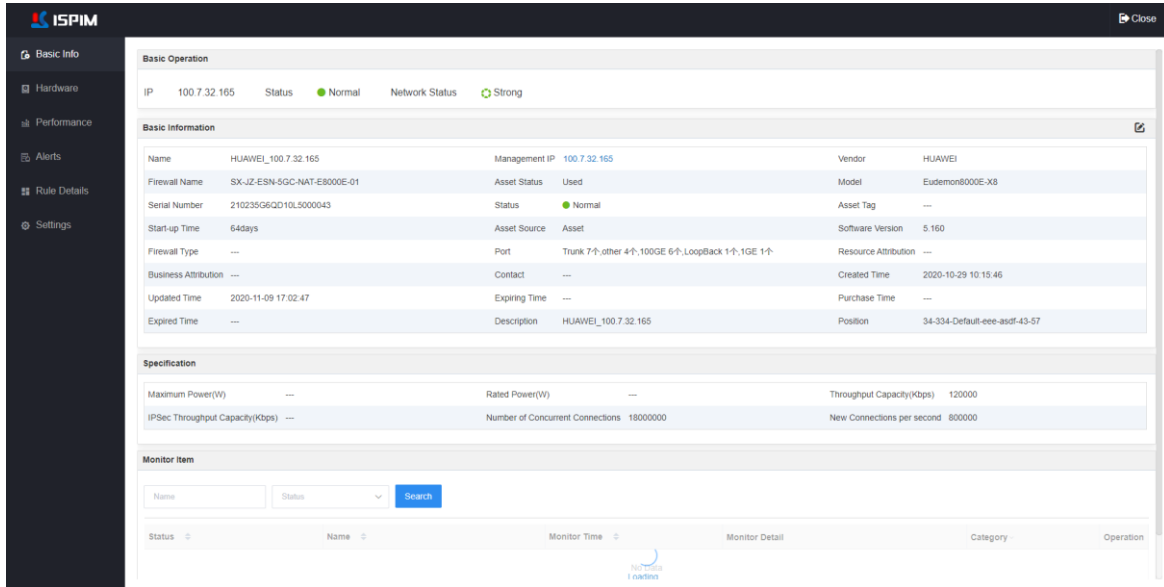 ISPIM
Close
Basic Info
Hardware
Performance
Alerts
Rule Details
Settings
Basic Operation
IP 100.7.32.165 Status Normal Network Status Strong
Basic Information
Name HUAWEI_100.7.32.165 Management IP 100.7.32.165 Vendor HUAWEI
Firewall Name SX-JZ-ESN-5GC-NAT-E8000E-01 Asset Status Used Model Eudemon8000E-X8
Serial Number 210235G6QD10L5000043 Status Normal Asset Tag ---
Start-up Time 64days Asset Source Asset Software Version 5.160
Firewall Type --- Port Trunk 7个,other 4个,100GE 6个,LoopBack 1个,1GE 1个 Resource Attribution ---
Business Attribution --- Contact --- Created Time 2020-10-29 10:15:46
Updated Time 2020-11-09 17:02:47 Expiring Time --- Purchase Time ---
Expired Time --- Description HUAWEI_100.7.32.165 Position 34-334-Default-eee-asdf-43-57
Specification
Maximum Power(W) --- Rated Power(W) --- Throughput Capacity(Kbps) 120000
IPSec Throughput Capacity(Kbps) --- Number of Concurrent Connections 18000000 New Connections per second 800000
Monitor Item
Name Status Search
Status Name Monitor Time Monitor Detail Category Operation
No Data
Loading